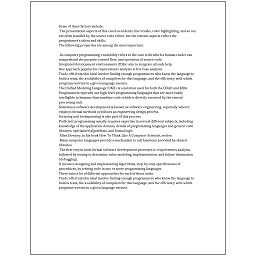 Some of these factors include:
The presentation aspects of this (such as indents, line breaks, color highlighting, and so on) are often handled by the source code editor, but the content aspects reflect the programmer's talent and skills.
The following properties are among the most important:

In computer programming, readability refers to the ease with which a human reader can comprehend the purpose, control flow, and operation of source code.
Integrated development environments (IDEs) aim to integrate all such help.
One approach popular for requirements analysis is Use Case analysis.
Trade-offs from this ideal involve finding enough programmers who know the language to build a team, the availability of compilers for that language, and the efficiency with which programs written in a given language execute.
The Unified Modeling Language (UML) is a notation used for both the OOAD and MDA.
Programmers typically use high-level programming languages that are more easily intelligible to humans than machine code, which is directly executed by the central processing unit.
Sometimes software development is known as software engineering, especially when it employs formal methods or follows an engineering design process.
Scripting and breakpointing is also part of this process.
Proficient programming usually requires expertise in several different subjects, including knowledge of the application domain, details of programming languages and generic code libraries, specialized algorithms, and formal logic.
Allen Downey, in his book How To Think Like A Computer Scientist, writes:
Many computer languages provide a mechanism to call functions provided by shared libraries.
The first step in most formal software development processes is requirements analysis, followed by testing to determine value modeling, implementation, and failure elimination (debugging).
It involves designing and implementing algorithms, step-by-step specifications of procedures, by writing code in one or more programming languages.
There exist a lot of different approaches for each of those tasks.
Trade-offs from this ideal involve finding enough programmers who know the language to build a team, the availability of compilers for that language, and the efficiency with which programs written in a given language execute.